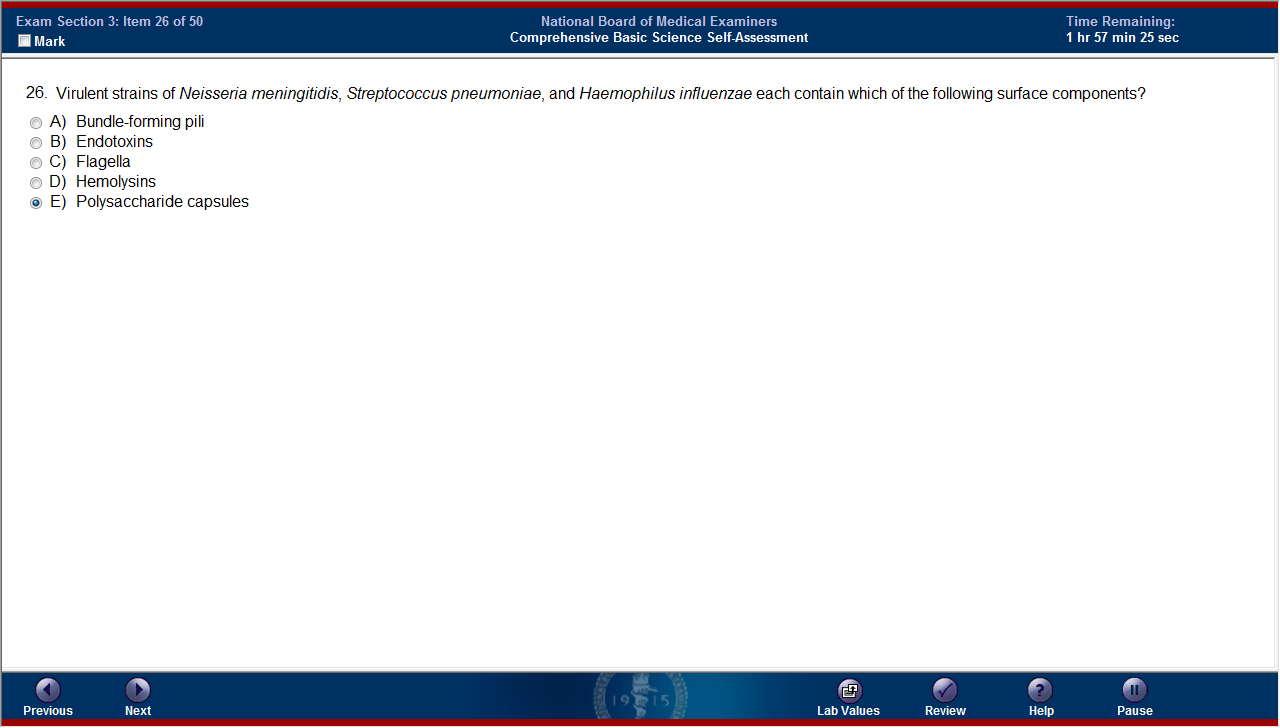 Exam Section 3: Item 26 of 50
National Board of Medical Examiners
Time Remaining:
Mark
Comprehensive Basic Science Self-Assessment
1 hr 57 min 25 sec
26. Virulent strains of Neisseria meningitidis, Streptococcus pneumoniae, and Haemophilus influenzae each contain which of the following surface components?
A) Bundle-forming pili
B) Endotoxins
C) Flagella
D) Hemolysins
E) Polysaccharide capsules
1915
Previous
Next
Lab Values
Review
Help
Pause